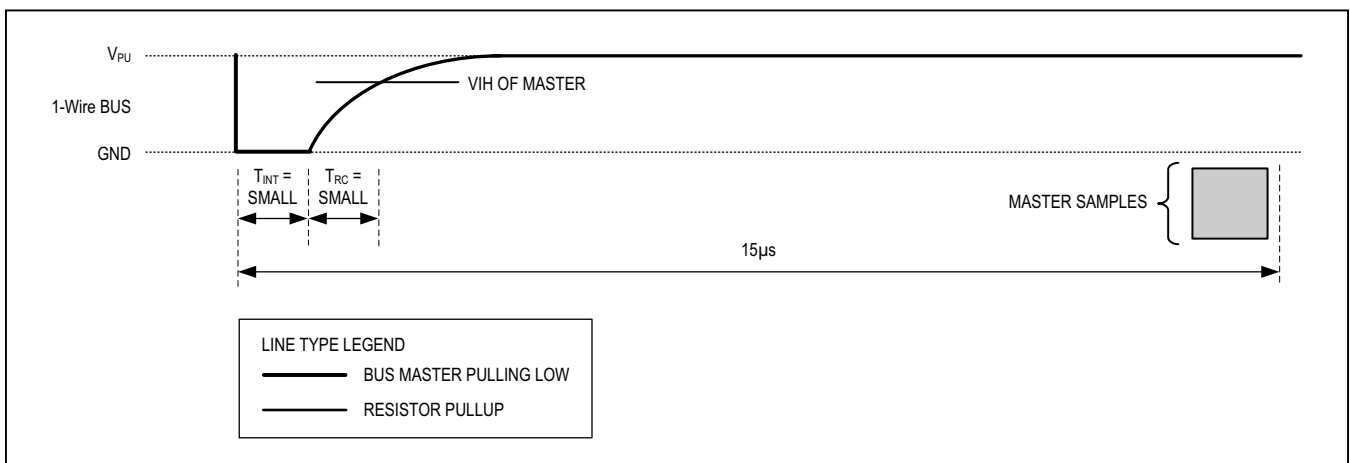 VPU
VIH OF MASTER
1-Wire BUS
GND
TINT =
SMALL
TRC =
SMALL
MASTER SAMPLES
15µs
LINE TYPE LEGEND
BUS MASTER PULLING LOW
RESISTOR PULLUP